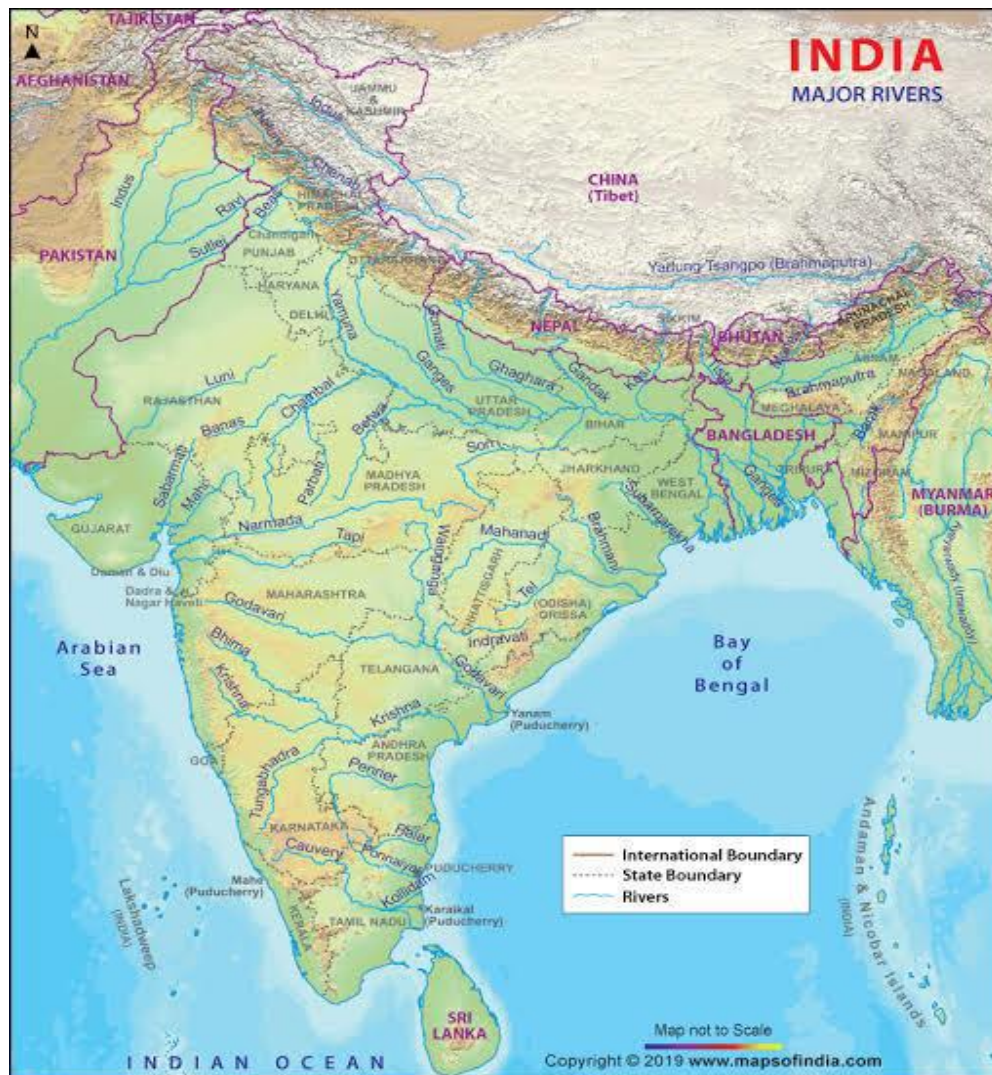 TAJIKISTAN
N
INDIA
MAJOR RIVERS
AFGHANISTAN
JAMMU
&
KASHMIR
Indus
Jhelum
Chenab
CHINA
(Tibet)
Indus
Ravi
Beas
HIMACHAL
PRADESH
Sutlej
Chandigarh
PUNJAB
PAKISTAN
UTTARAKHAND
HARYANA
DELHI
Yarlung Tsangpo (Brahmaputra)
ARUNACHAL
PRADESH
Yamuna
Gomati
NEPAL
SIKKIM
BHUTAN
ASSAM
NAGALAND
Luni
Ganges
Ghaghara
Gandak
Kosi
Brahmaputra
RAJASTHAN
Chambal
UTTAR
PRADESH
MEGHALAYA
Banas
Betwa
BIHAR
BANGLADESH
Barak
MANIPUR
Son
Sabarmati
Mahi
Parbati
MADHYA
PRADESH
JHARKHAND
WEST
BENGAL
TRIPURA
MIZORAM
Ganges
MYANMAR
(BURMA)
GUJARAT
Narmada
Tapi
Wainganga
Mahanadi
Brahmani
Subarnarekha
Daman & Diu
Dadra &
Nagar Haveli
MAHARASHTRA
CHHATTISGARH
Tel
(ODISHA)
ORISSA
Godavari
Indravati
Arabian
Sea
Bhima
TELANGANA
Godavari
Bay
of
Bengal
Krishna
Krishna
Yanam
(Puducherry)
GOA
ANDHRA
PRADESH
Tungabhadra
Penner
KARNATAKA
Palar
Cauvery
Ponnaiyar
PUDUCHERRY
Mahe
(Puducherry)
Kollidam
Karaikal
(Puducherry)
KERALA
TAMIL NADU
Lakshadweep
(INDIA)
International Boundary
State Boundary
Rivers
Andaman & Nicobar Islands
(INDIA)
SRI
LANKA
Map not to Scale
INDIAN OCEAN
Copyright © 2019 www.mapsofindia.com